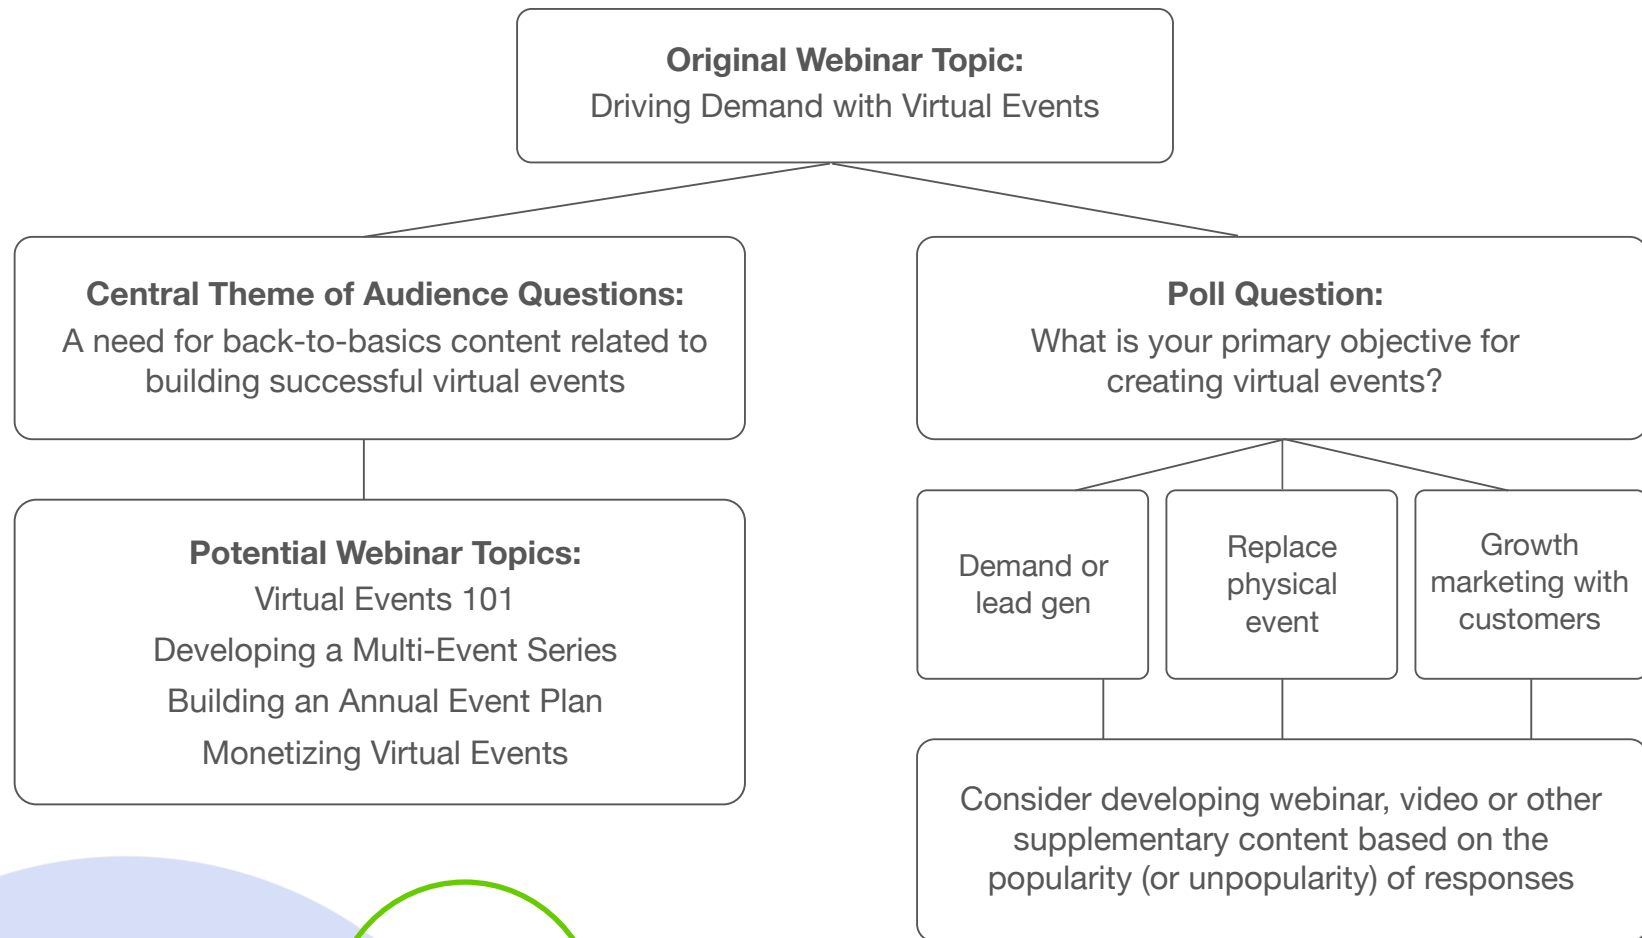 Original Webinar Topic:
Driving Demand with Virtual Events
Central Theme of Audience Questions:
A need for back-to-basics content related to
building successful virtual events
Potential Webinar Topics:
Virtual Events 101
Developing a Multi-Event Series
Building an Annual Event Plan
Monetizing Virtual Events
Poll Question:
What is your primary objective for
creating virtual events?
Demand or
lead gen
Replace
physical
event
Growth
marketing with
customers
Consider developing webinar, video or other
supplementary content based on the
popularity (or unpopularity) of responses